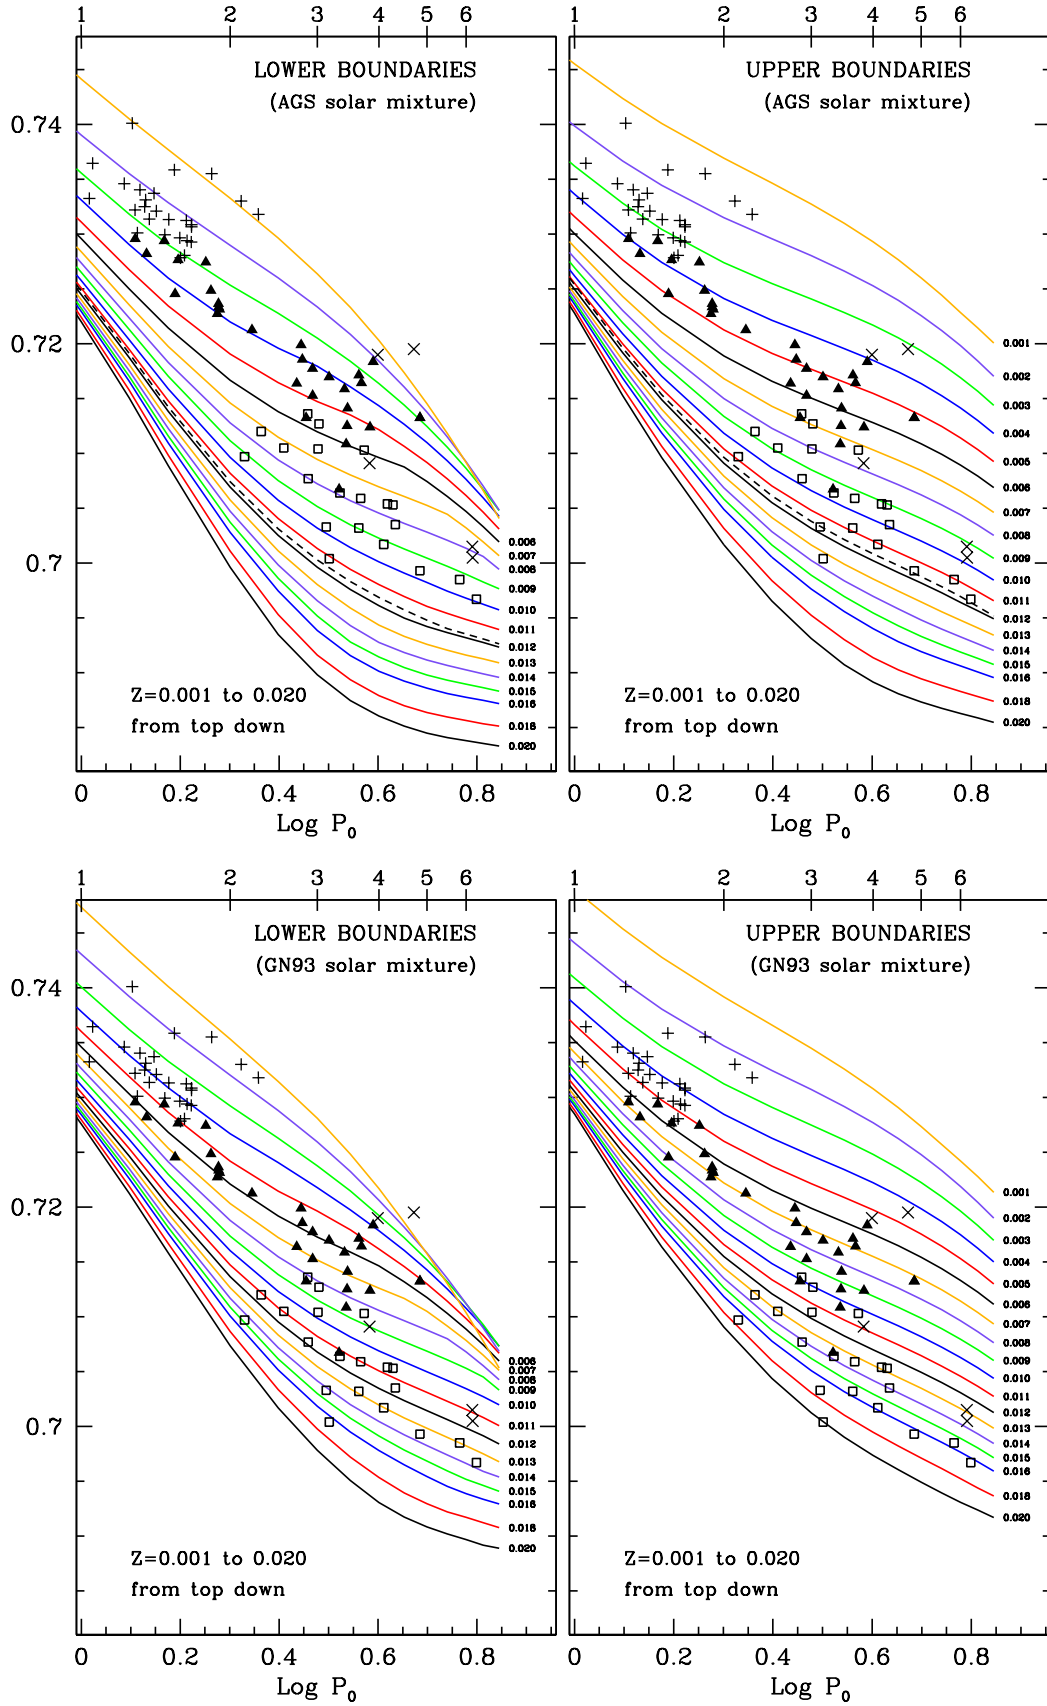 1 2 3 4 5 6
LOWER BOUNDARIES
(AGS solar mixture)
0.74
0.72
0.7
0.006
0.007
0.008
0.009
0.010
0.011
0.012
0.013
0.014
0.015
0.016
0.018
0.020
Z=0.001 to 0.020
from top down
0 0.2 0.4 0.6 0.8
Log P0
1 2 3 4 5 6
UPPER BOUNDARIES
(AGS solar mixture)
0.001
0.002
0.003
0.004
0.005
0.006
0.007
0.008
0.009
0.010
0.011
0.012
0.013
0.014
0.015
0.016
0.018
0.020
Z=0.001 to 0.020
from top down
0 0.2 0.4 0.6 0.8
Log P0
1 2 3 4 5 6
LOWER BOUNDARIES
(GN93 solar mixture)
0.74
0.72
0.7
0.006
0.007
0.008
0.009
0.010
0.011
0.012
0.013
0.014
0.015
0.016
0.018
0.020
Z=0.001 to 0.020
from top down
0 0.2 0.4 0.6 0.8
Log P0
1 2 3 4 5 6
UPPER BOUNDARIES
(GN93 solar mixture)
0.001
0.002
0.003
0.004
0.005
0.006
0.007
0.008
0.009
0.010
0.011
0.012
0.013
0.014
0.015
0.016
0.018
0.020
Z=0.001 to 0.020
from top down
0 0.2 0.4 0.6 0.8
Log P0